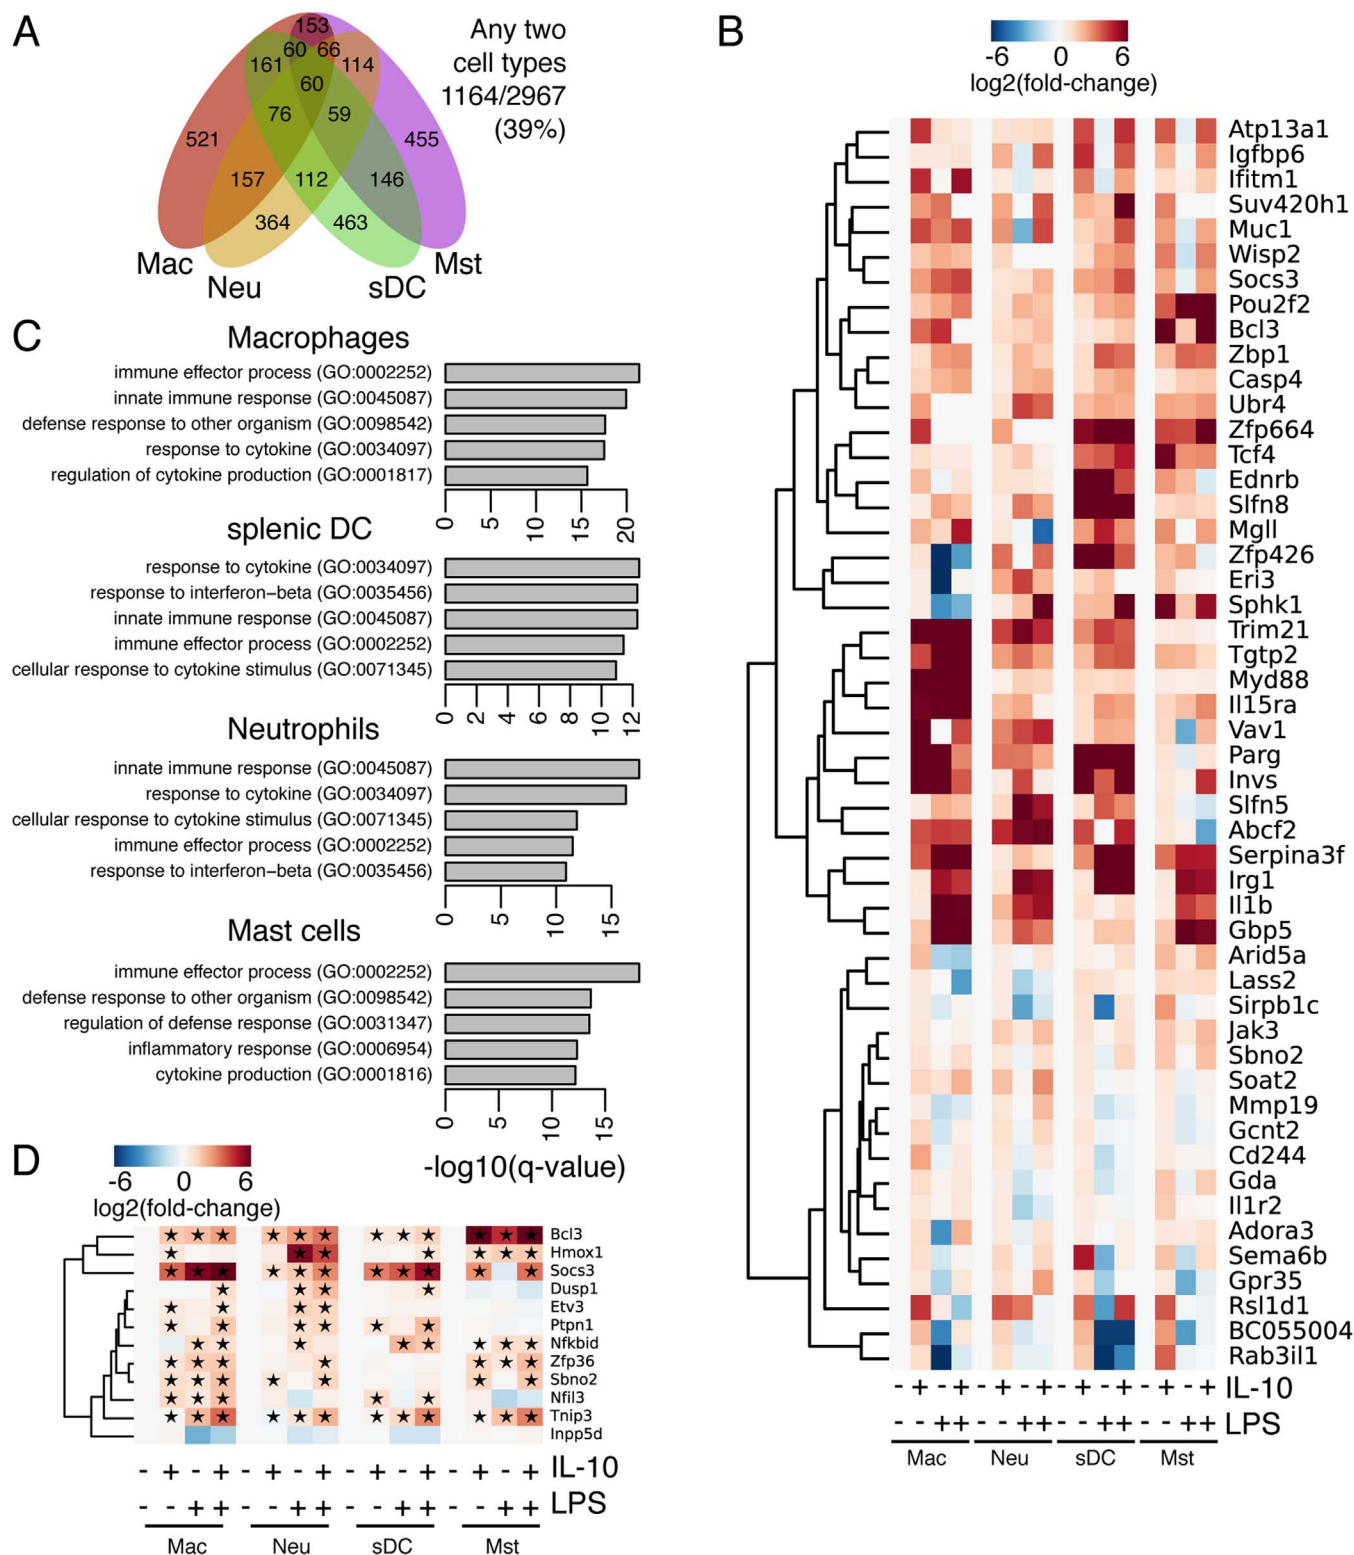 A
153
60
66
161
114
60
76
59
521
455
157
112
146
364
463
Mac
Neu
sDC
Mst
Any two
cell types
1164/2967
(39%)
B
-6 0 6
log2(fold-change)
Atp13a1
Igfbp6
Ifitm1
Suv420h1
Muc1
Wisp2
Socs3
Pou2f2
Bcl3
Zbp1
Casp4
Ubr4
Zfp664
Tcf4
Ednrb
Slfn8
Mgll
Zfp426
Eri3
Sphk1
Trim21
Tgtp2
Myd88
Il15ra
Vav1
Parg
Invs
Slfn5
Abcf2
Serpina3f
Irg1
Il1b
Gbp5
Arid5a
Lass2
Sirpb1c
Jak3
Sbno2
Soat2
Mmp19
Gcnt2
Cd244
Gda
Il1r2
Adora3
Sema6b
Gpr35
Rsl1d1
BC055004
Rab3il1
- + - + - + - + - + - + - + - + IL-10
- - + + - - + + - - + + - - + + LPS
Mac Neu sDC Mst
C
Macrophages
immune effector process (GO:0002252)
innate immune response (GO:0045087)
defense response to other organism (GO:0098542)
response to cytokine (GO:0034097)
regulation of cytokine production (GO:0001817)
0 5 10 15 20
splenic DC
response to cytokine (GO:0034097)
response to interferon−beta (GO:0035456)
innate immune response (GO:0045087)
immune effector process (GO:0002252)
cellular response to cytokine stimulus (GO:0071345)
0 2 4 6 8 10 12
Neutrophils
innate immune response (GO:0045087)
response to cytokine (GO:0034097)
cellular response to cytokine stimulus (GO:0071345)
immune effector process (GO:0002252)
response to interferon−beta (GO:0035456)
0 5 10 15
Mast cells
immune effector process (GO:0002252)
defense response to other organism (GO:0098542)
regulation of defense response (GO:0031347)
inflammatory response (GO:0006954)
cytokine production (GO:0001816)
0 5 10 15
-log10(q-value)
D
-6 0 6
log2(fold-change)
Bcl3
Hmox1
Socs3
Dusp1
Etv3
Ptpn1
Nfkbid
Zfp36
Sbno2
Nfil3
Tnip3
Inpp5d
- + - + - + - + - + - + - + - + IL-10
- - + + - - + + - - + + - - + + LPS
Mac Neu sDC Mst